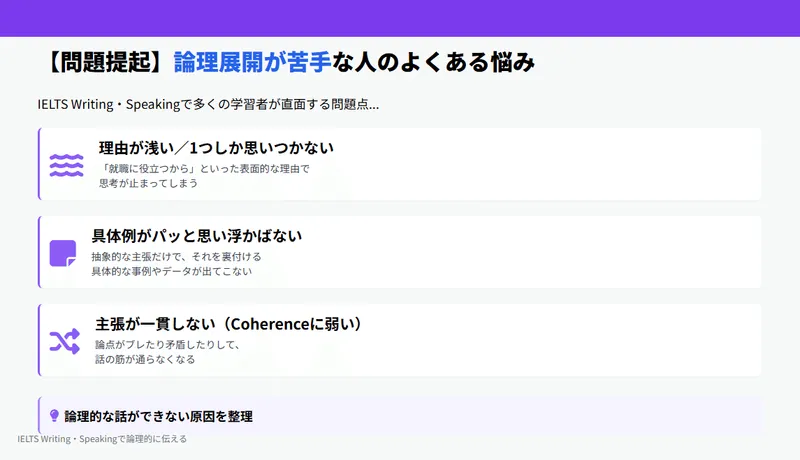 【問題提起】論理展開が苦手な人のよくある悩み
IELTS Writing・Speakingで多くの学習者が直面する問題点...
理由が浅い／1つしか思いつかない
「就職に役立つから」といった表面的な理由で
思考が止まってしまう
具体例がパッと思い浮かばない
抽象的な主張だけで、それを裏付ける
具体的な事例やデータが出てこない
主張が一貫しない（Coherenceに弱い）
論点がブレたり矛盾したりして、
話の筋が通らなくなる
論理的な話ができない原因を整理
IELTS Writing・Speakingで論理的に伝える